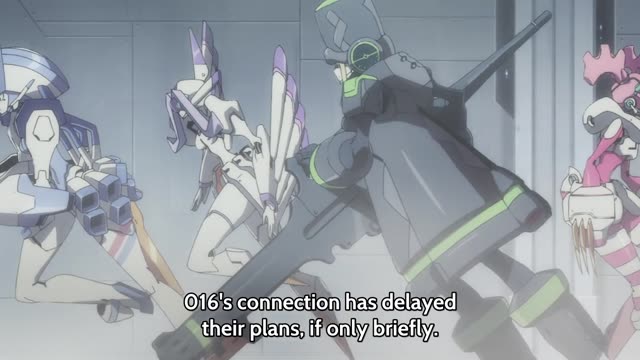 016's connection has delayed
their plans, if only briefly.